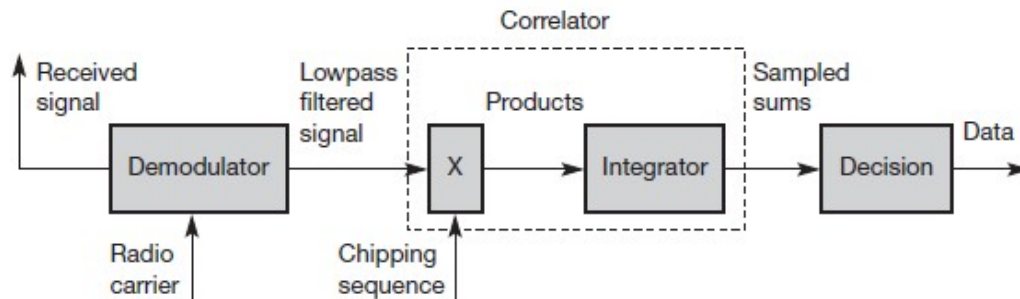 Correlator
Received
signal
Lowpass
filtered
signal
Products
Sampled
sums
Data
Demodulator
X
Integrator
Decision
Radio
carrier
Chipping
sequence